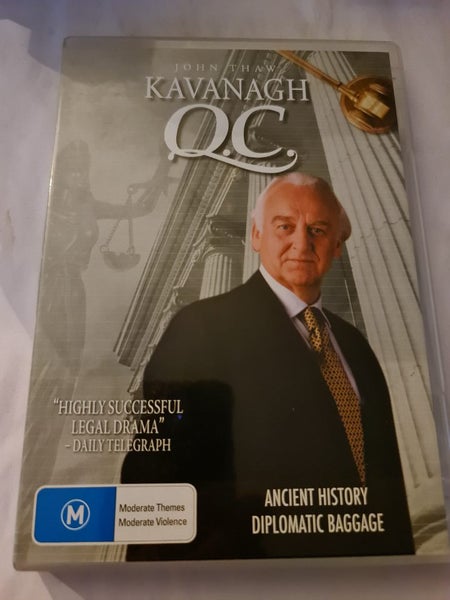 JOHN THAW
KAVANAGH
Q.C.
"HIGHLY SUCCESSFUL
LEGAL DRAMA"
- DAILY TELEGRAPH
M
Moderate Themes
Moderate Violence
ANCIENT HISTORY
DIPLOMATIC BAGGAGE